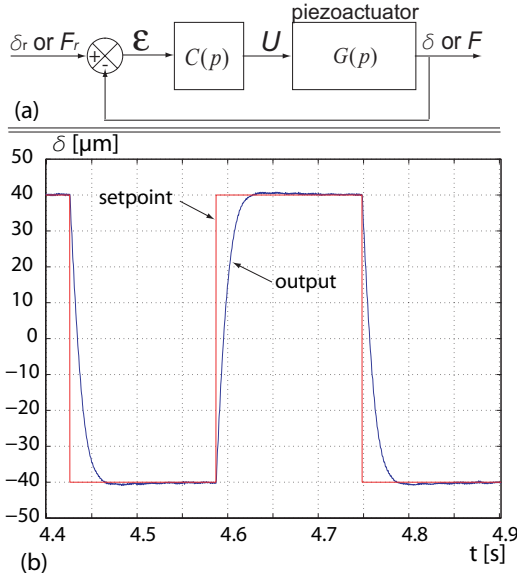 piezoactuator
δr or Fr
+
-
ε
C(p)
U
G(p)
δ or F
(a)
δ [µm]
50
40
30
20
10
0
−10
−20
−30
−40
−50
setpoint
output
4.4
4.5
4.6
4.7
4.8
4.9
t [s]
(b)